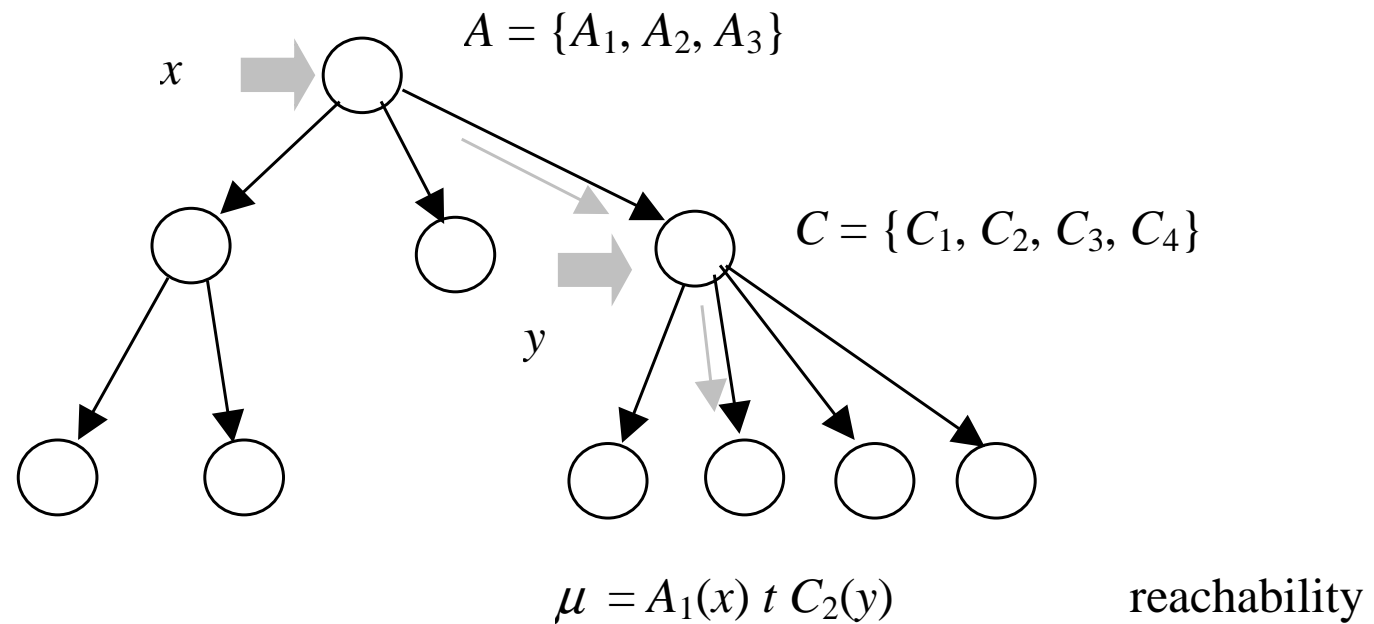 A = {A₁, A₂, A₃}
x
C = {C₁, C₂, C₃, C₄}
y
μ = A₁(x) t C₂(y)
reachability